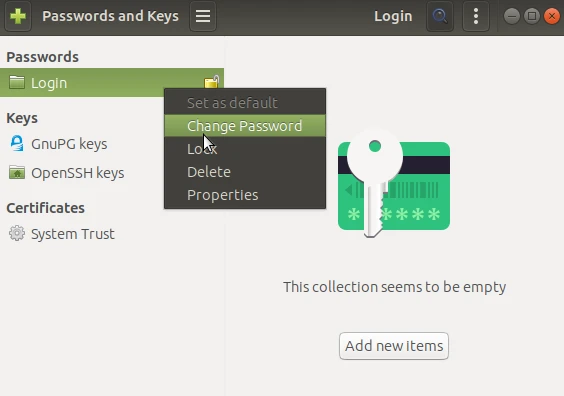 Passwords and Keys
Login
Passwords
Login
Set as default
Change Password
Lock
Delete
Properties
Keys
GnuPG keys
OpenSSH keys
Certificates
System Trust
* * * * *
This collection seems to be empty
Add new items